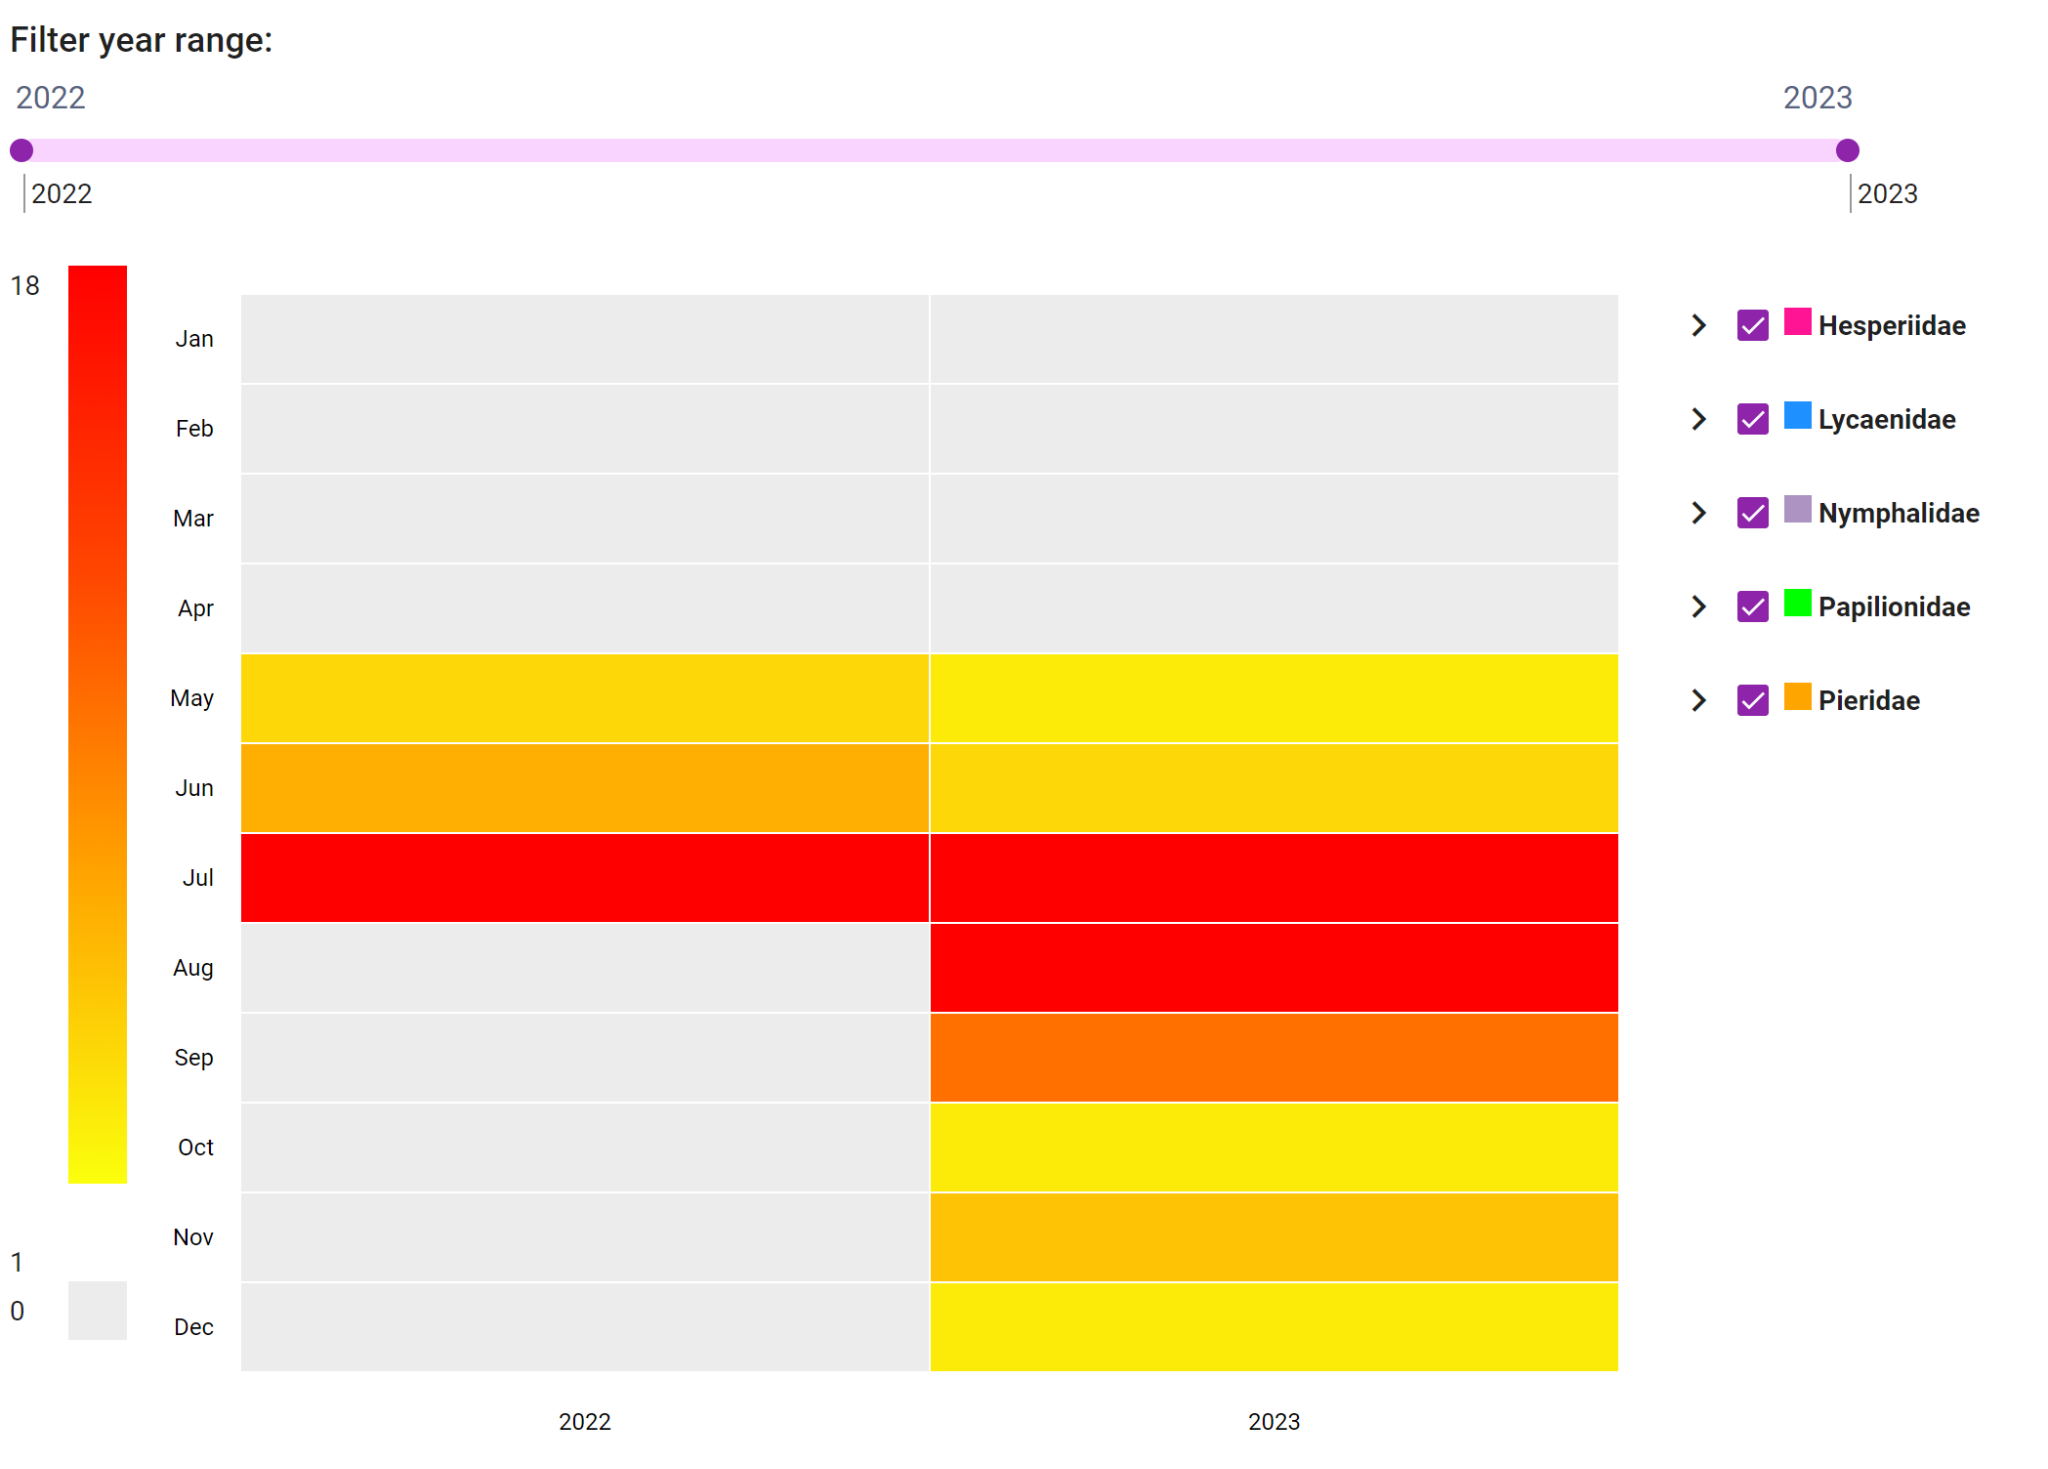 Filter year range:
2022 2023
2022 2023
18
Jan
Feb
Mar
Apr
May
Jun
Jul
Aug
Sep
Oct
Nov
Dec
1
0
2022 2023
Hesperiidae
Lycaenidae
Nymphalidae
Papilionidae
Pieridae